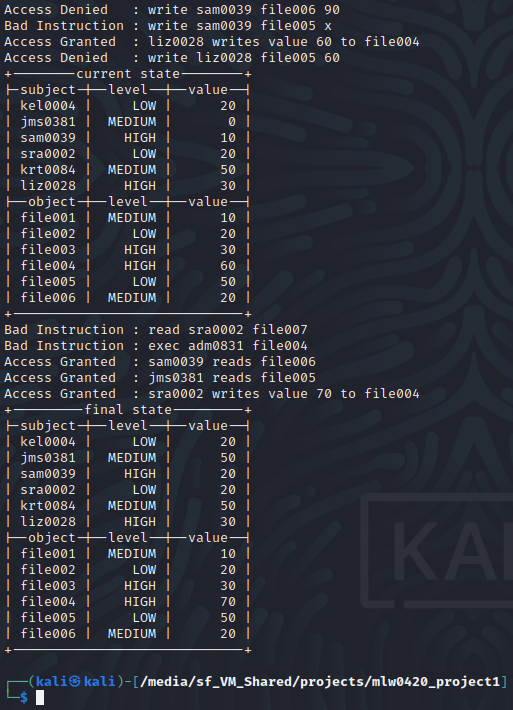 Access Denied   : write sam0039 file006 90
Bad Instruction : write sam0039 file005 x
Access Granted  : liz0028 writes value 60 to file004
Access Denied   : write liz0028 file005 60
+--------current state--------+
|-subject-+--level--+--value--|
| kel0004 |     LOW |      20 |
| jms0381 |  MEDIUM |       0 |
| sam0039 |    HIGH |      10 |
| sra0002 |     LOW |      20 |
| krt0084 |  MEDIUM |      50 |
| liz0028 |    HIGH |      30 |
|--object-+--level--+--value--|
| file001 |  MEDIUM |      10 |
| file002 |     LOW |      20 |
| file003 |    HIGH |      30 |
| file004 |    HIGH |      60 |
| file005 |     LOW |      50 |
| file006 |  MEDIUM |      20 |
+-----------------------------+
Bad Instruction : read sra0002 file007
Bad Instruction : exec adm0831 file004
Access Granted  : sam0039 reads file006
Access Granted  : jms0381 reads file005
Access Granted  : sra0002 writes value 70 to file004
+---------final state---------+
|-subject-+--level--+--value--|
| kel0004 |     LOW |      20 |
| jms0381 |  MEDIUM |      50 |
| sam0039 |    HIGH |      20 |
| sra0002 |     LOW |      20 |
| krt0084 |  MEDIUM |      50 |
| liz0028 |    HIGH |      30 |
|--object-+--level--+--value--|
| file001 |  MEDIUM |      10 |
| file002 |     LOW |      20 |
| file003 |    HIGH |      30 |
| file004 |    HIGH |      70 |
| file005 |     LOW |      50 |
| file006 |  MEDIUM |      20 |
+-----------------------------+
┌──(kali㉿kali)-[/media/sf_VM_Shared/projects/mlw0420_project1]
└─$
KAL